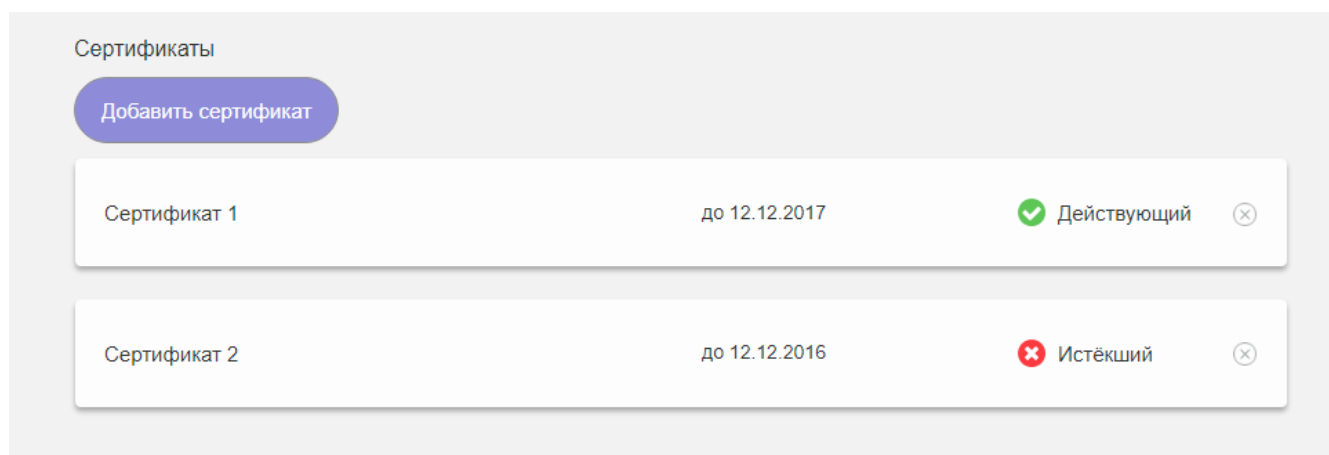 Сертификаты
Добавить сертификат
Сертификат 1 до 12.12.2017 Действующий
Сертификат 2 до 12.12.2016 Истёкший